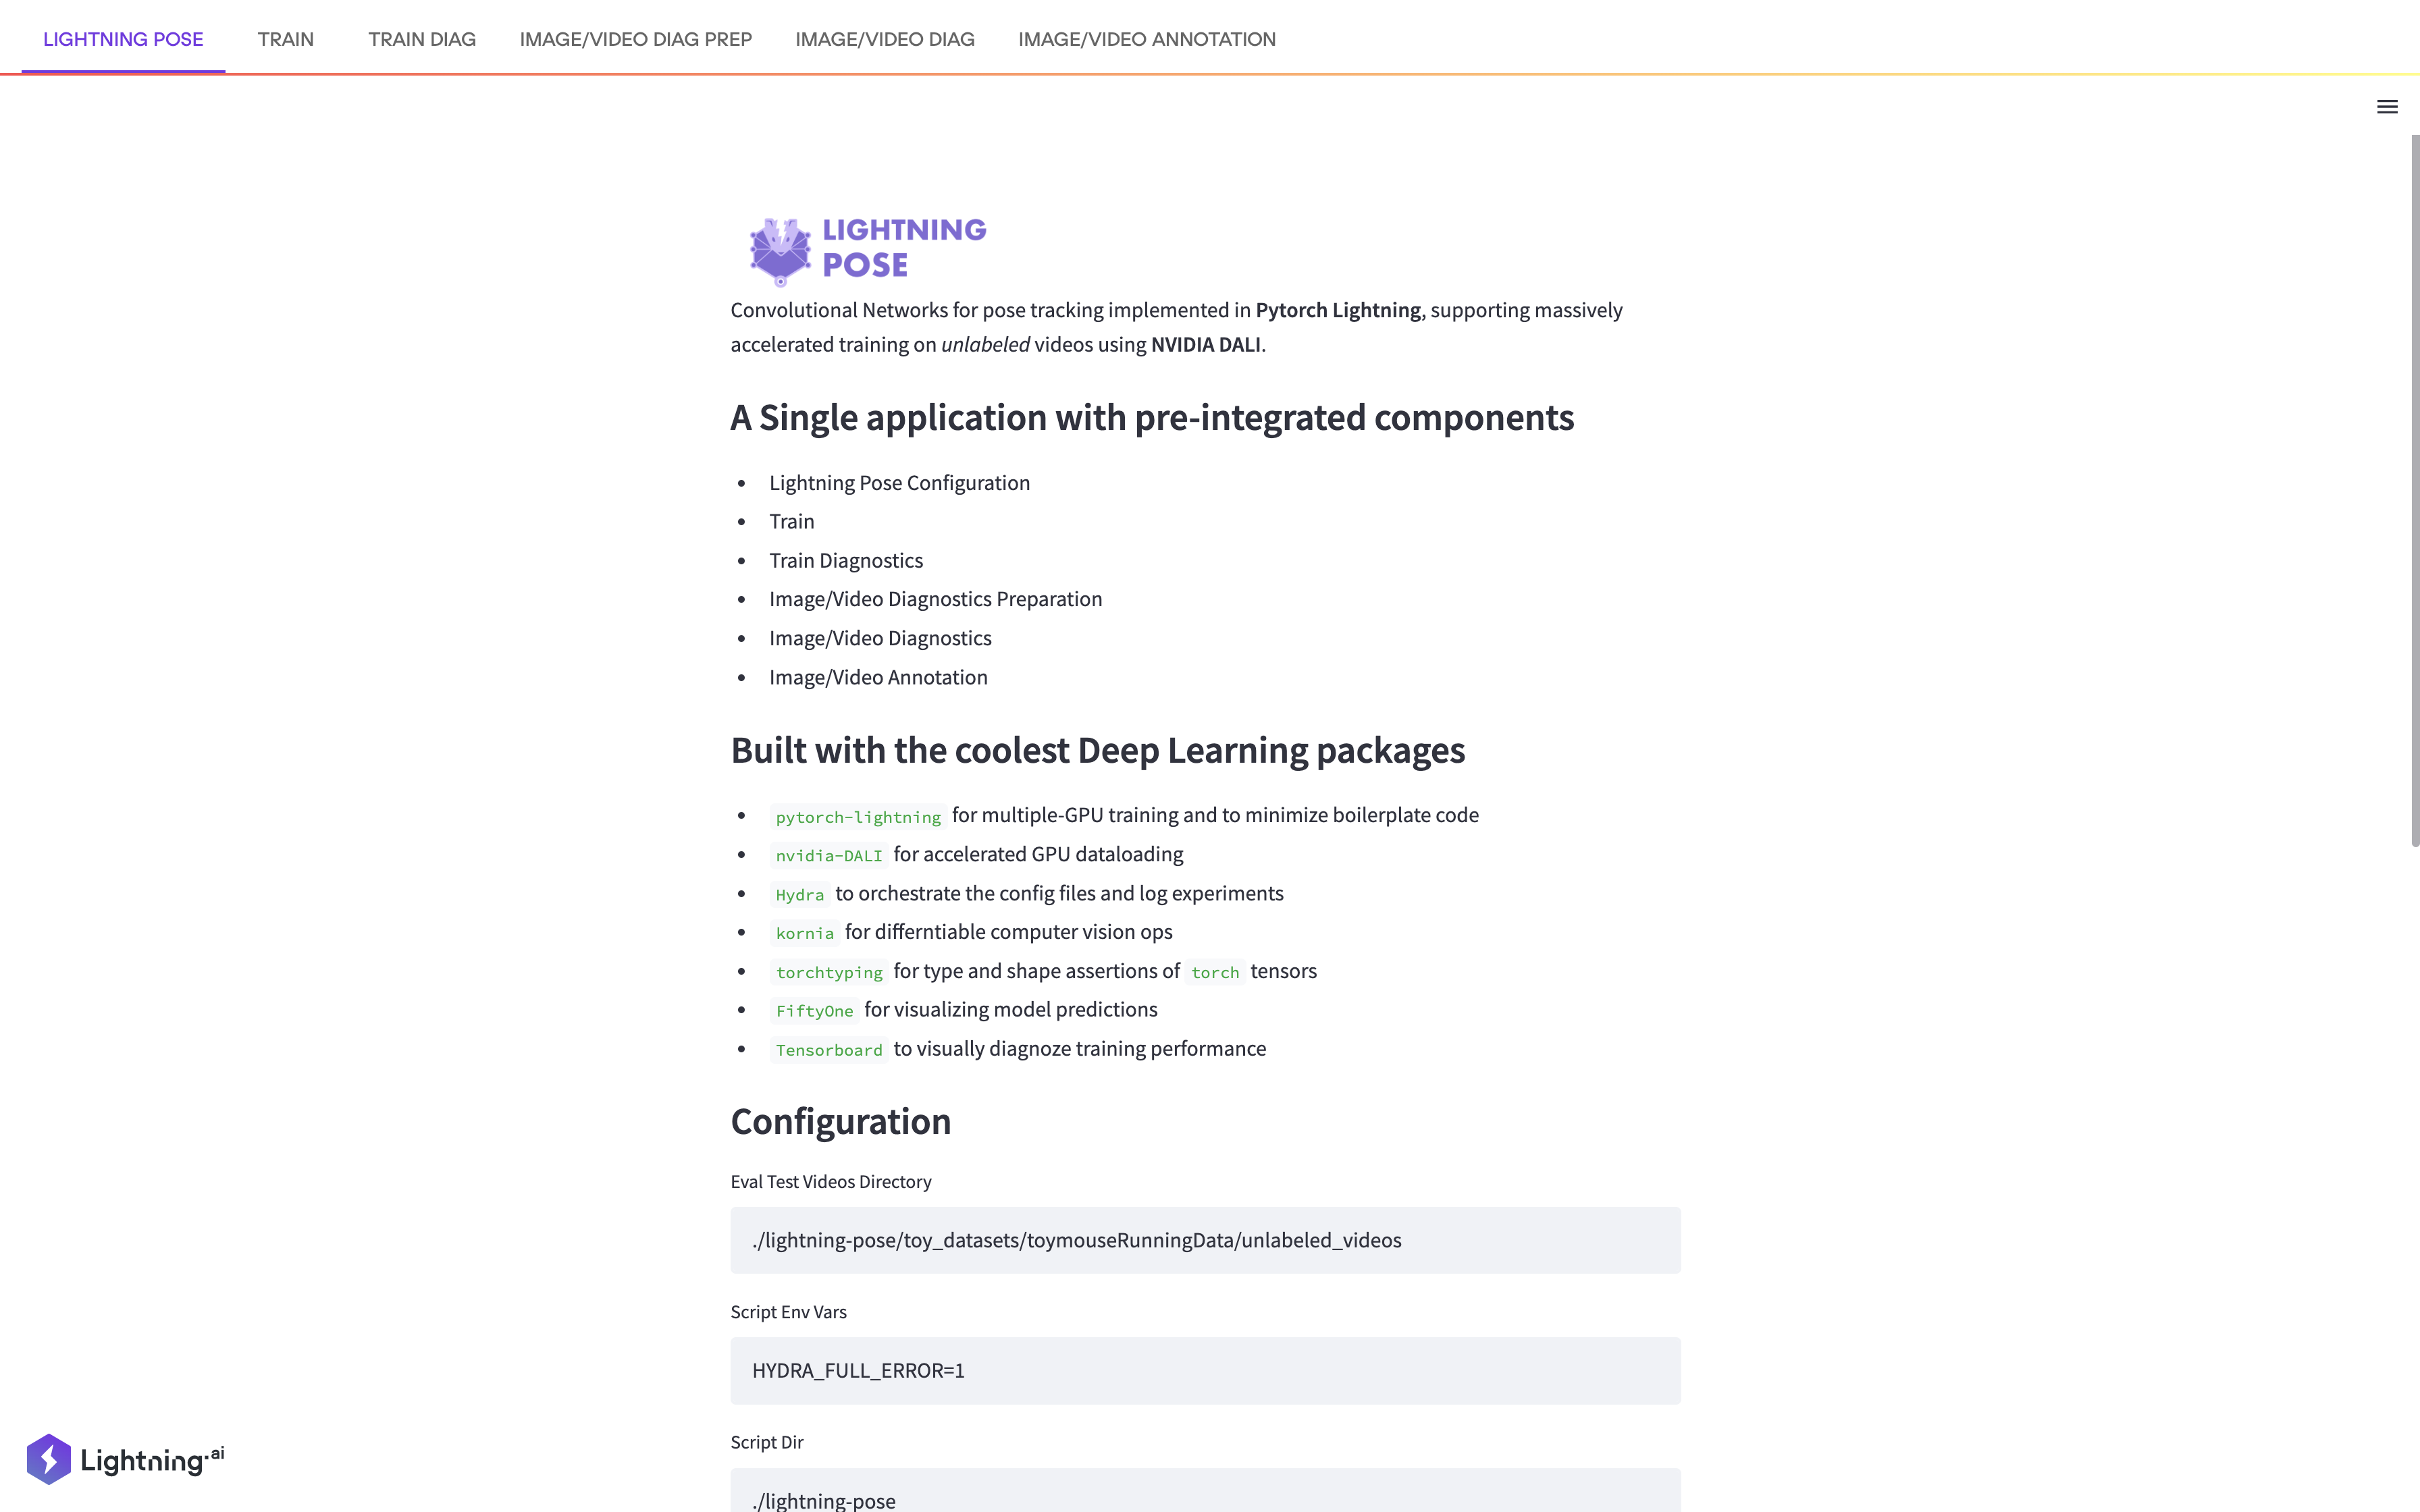 LIGHTNING POSE TRAIN TRAIN DIAG IMAGE/VIDEO DIAG PREP IMAGE/VIDEO DIAG IMAGE/VIDEO ANNOTATION
LIGHTNING
POSE
Convolutional Networks for pose tracking implemented in Pytorch Lightning, supporting massively
accelerated training on unlabeled videos using NVIDIA DALI.
A Single application with pre-integrated components
• Lightning Pose Configuration
• Train
• Train Diagnostics
• Image/Video Diagnostics Preparation
• Image/Video Diagnostics
• Image/Video Annotation
Built with the coolest Deep Learning packages
• pytorch-lightning for multiple-GPU training and to minimize boilerplate code
• nvidia-DALI for accelerated GPU dataloading
• Hydra to orchestrate the config files and log experiments
• kornia for differntiable computer vision ops
• torchtyping for type and shape assertions of torch tensors
• FiftyOne for visualizing model predictions
• Tensorboard to visually diagnoze training performance
Configuration
Eval Test Videos Directory
./lightning-pose/toy_datasets/toymouseRunningData/unlabeled_videos
Script Env Vars
HYDRA_FULL_ERROR=1
Script Dir
./lightning-pose
Lightning.ai